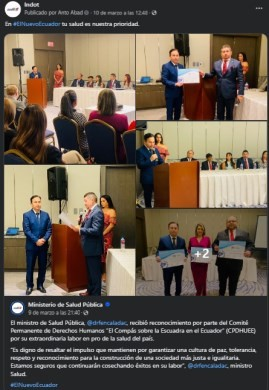 Indot
Publicado por Anto Abad · 10 de marzo a las 12:48 ·
En #ElNuevoEcuador tu salud es nuestra prioridad.
+2
Ministerio de Salud Pública
9 de marzo a las 21:40 ·
El ministro de Salud Pública, @drfencaladac, recibió reconocimiento por parte del Comité
Permanente de Derechos Humanos "El Compás sobre la Escuadra en el Ecuador" (CPDHUEE) por
su extraordinaria labor en pro de la salud del país.
"Es digno de resaltar el impulso que mantienen por garantizar una cultura de paz, tolerancia,
respeto y reconocimiento para la construcción de una sociedad más justa e igualitaria.
Estamos seguros que continuarán cosechando éxitos en su labor", @drfencaladac, ministro
Salud.
#ElNuevoEcuador